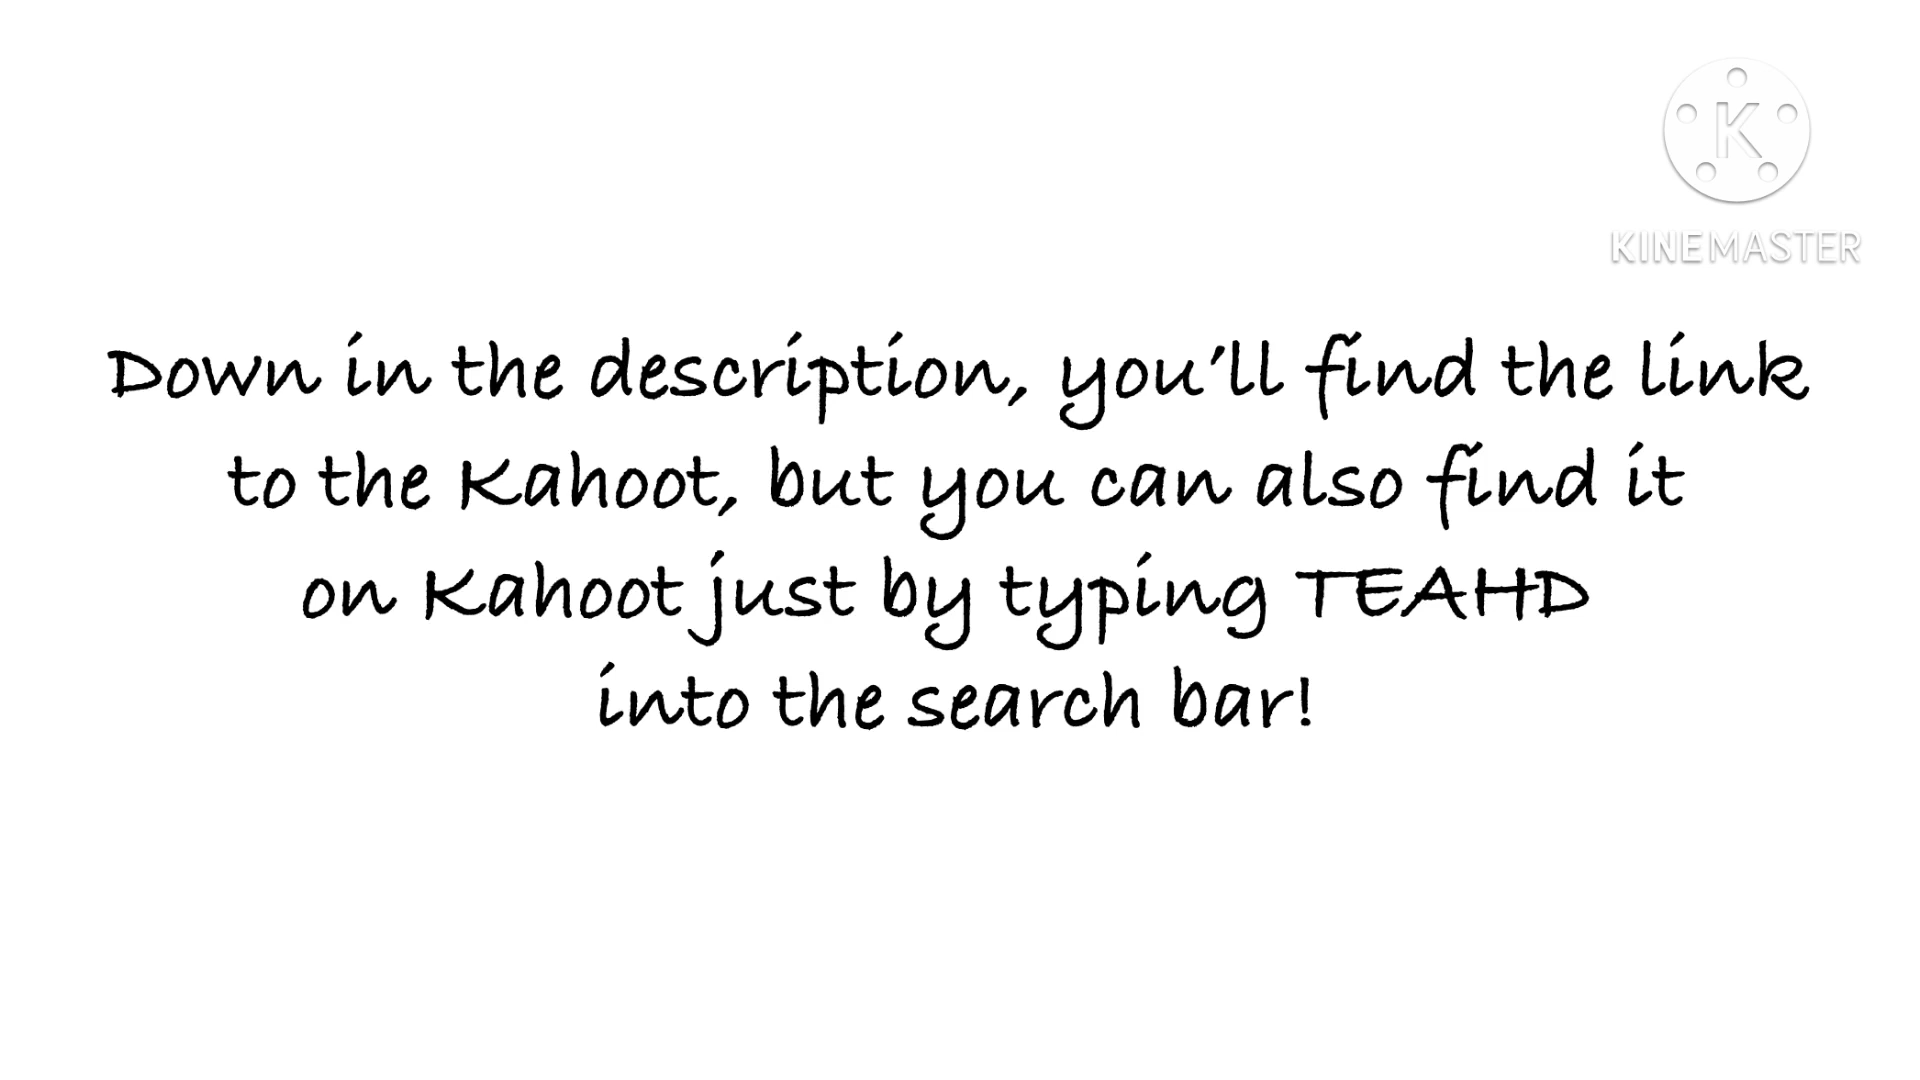 K
KINEMASTER
Down in the description, you'll find the link
to the Kahoot, but you can also find it
on Kahoot just by typing TEAHD
into the search bar!